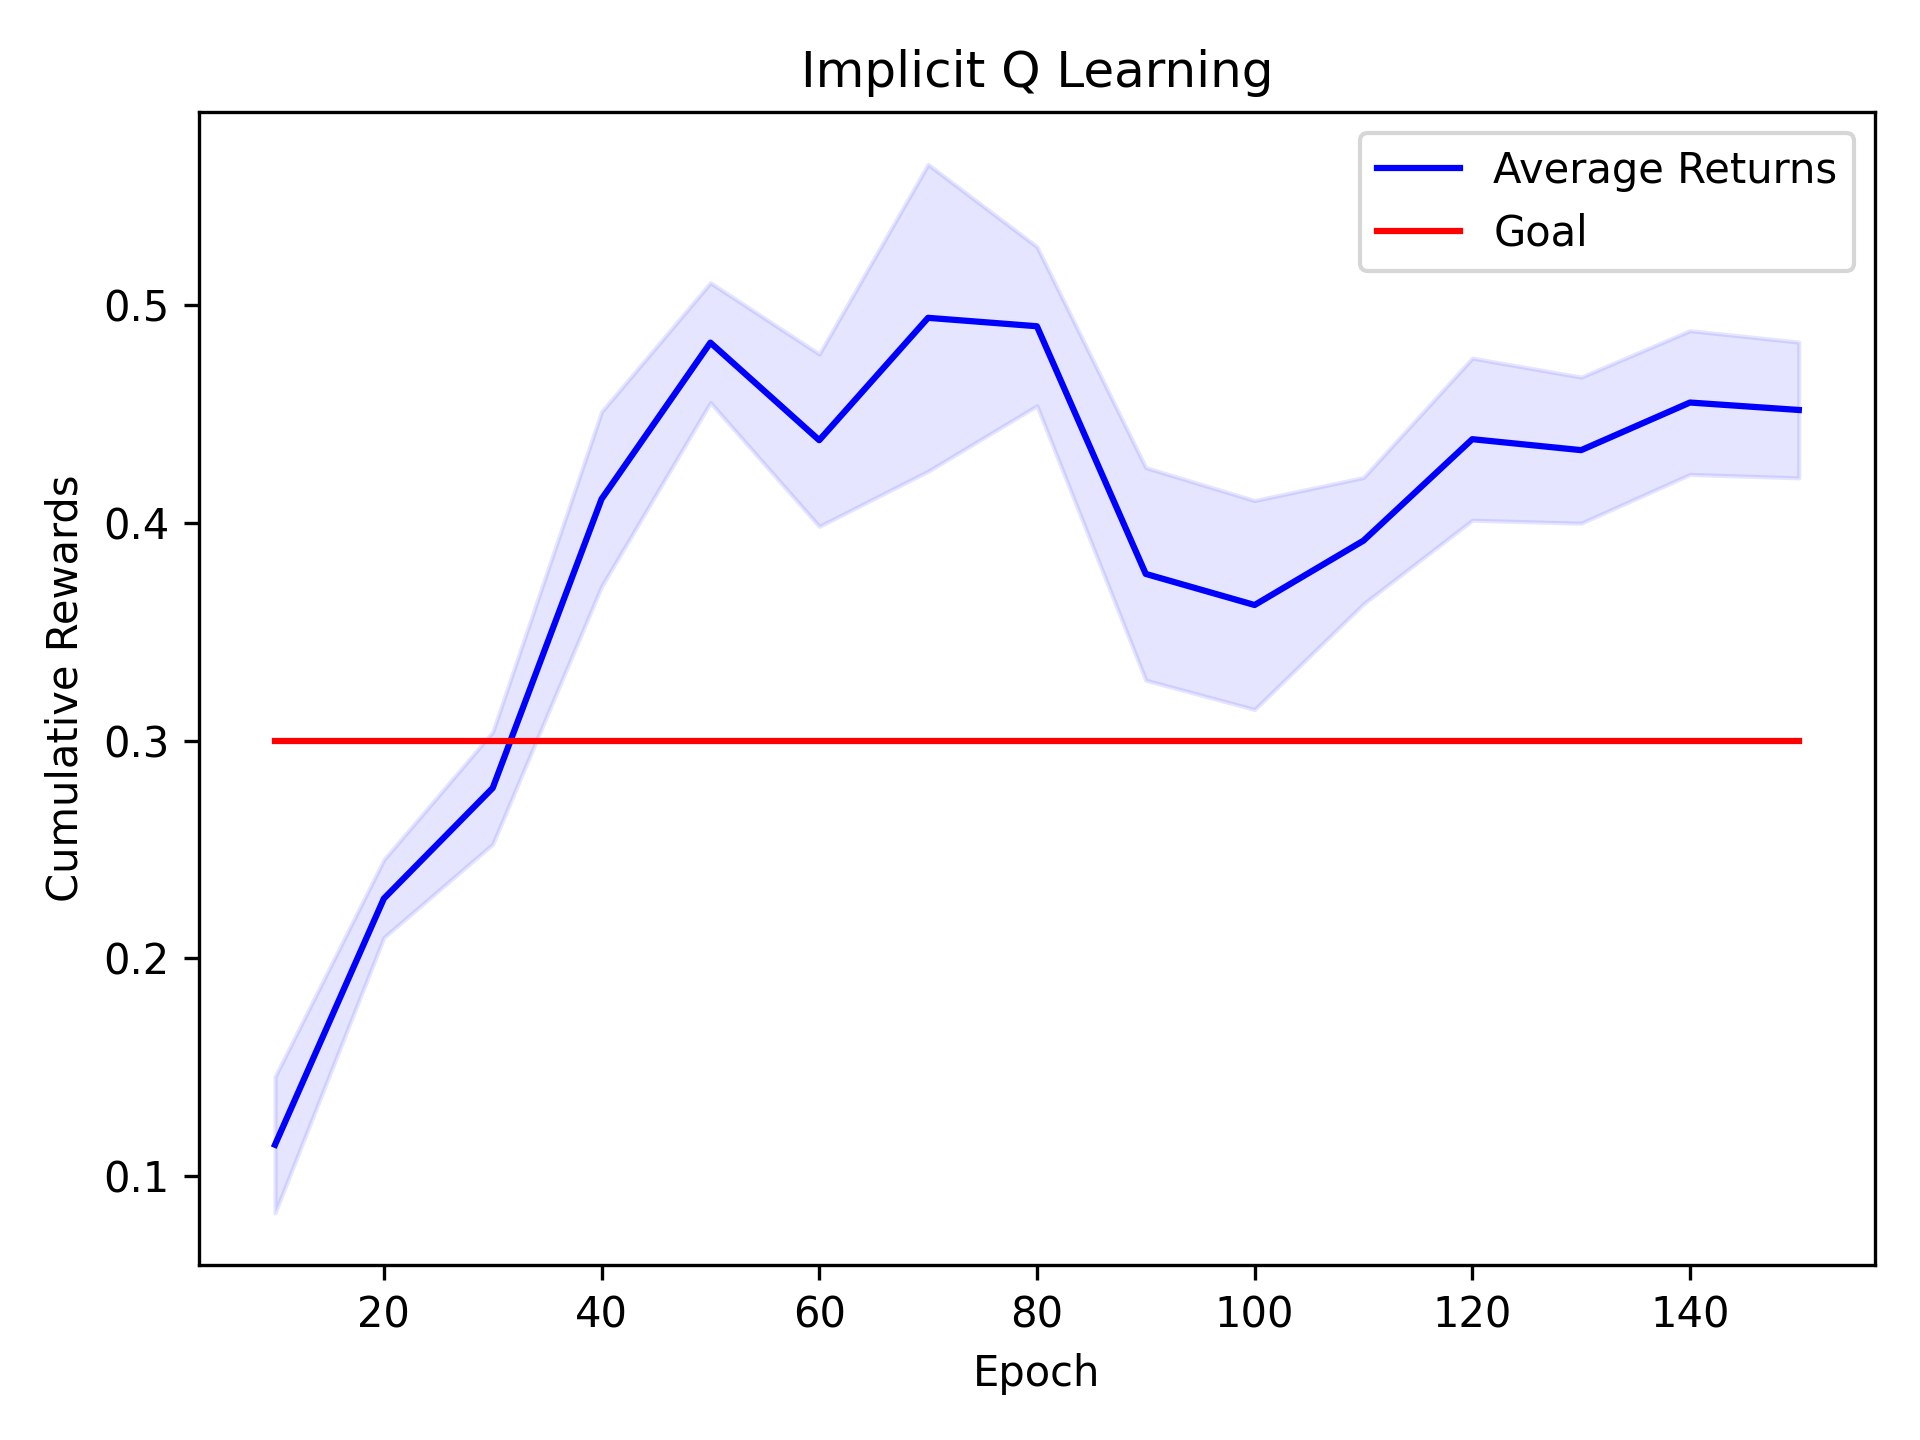 Implicit Q Learning
Average Returns
Goal
Cumulative Rewards
0.5
0.4
0.3
0.2
0.1
20 40 60 80 100 120 140
Epoch